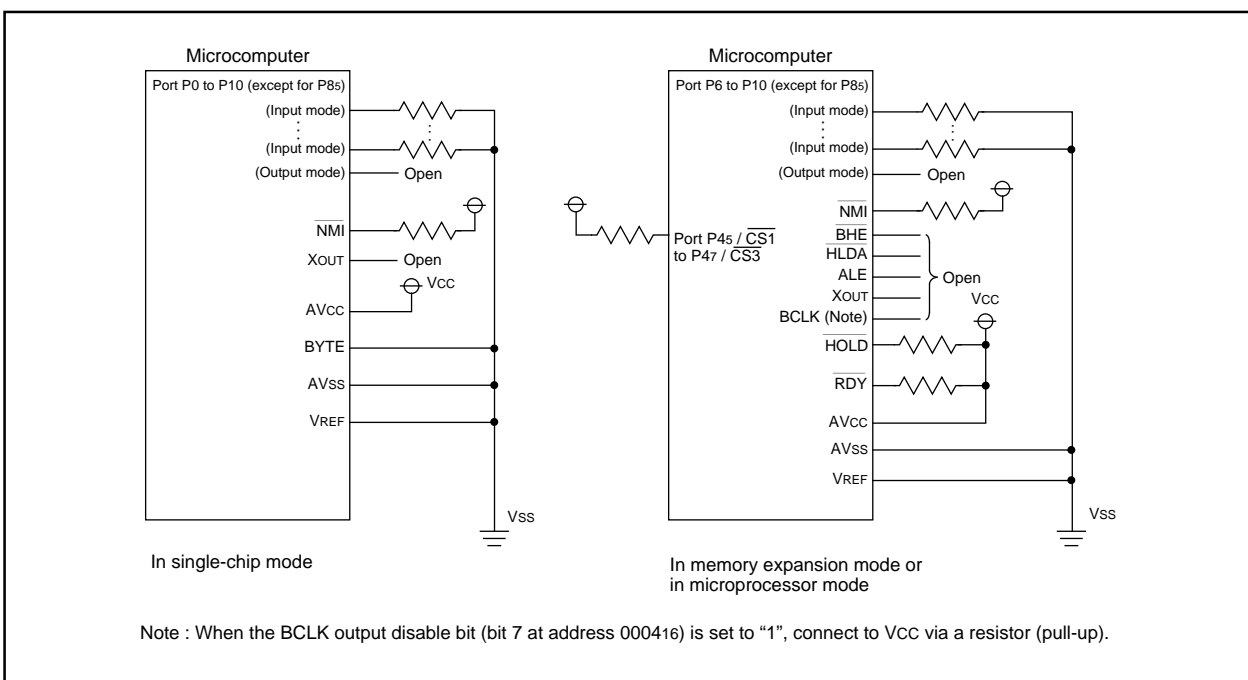 Microcomputer
Port P0 to P10 (except for P85)
(Input mode)
(Input mode)
(Output mode)
Open
NMI
XOUT
Open
VCC
AVCC
BYTE
AVSS
VREF
VSS
In single-chip mode
Microcomputer
Port P6 to P10 (except for P85)
(Input mode)
(Input mode)
(Output mode)
Open
NMI
Port P45 / CS1
to P47 / CS3
BHE
HLDA
ALE
XOUT
BCLK (Note)
Open
VCC
HOLD
RDY
AVCC
AVSS
VREF
VSS
In memory expansion mode or
in microprocessor mode
Note : When the BCLK output disable bit (bit 7 at address 000416) is set to “1”, connect to VCC via a resistor (pull-up).